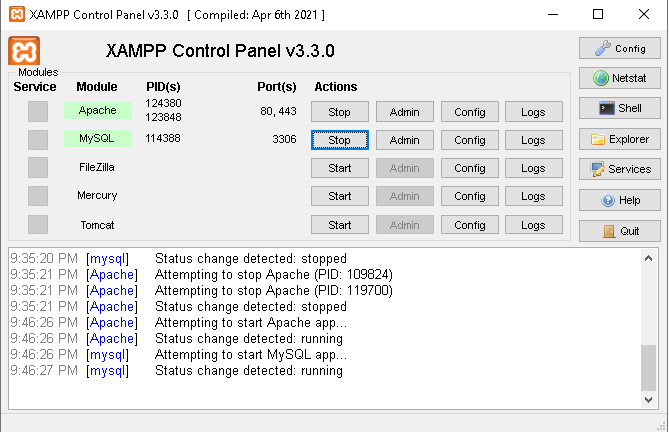 XAMPP Control Panel v3.3.0 [ Compiled: Apr 6th 2021 ]
XAMPP Control Panel v3.3.0
Config
Modules
Service Module PID(s) Port(s) Actions
Netstat
Apache 124380 123848 80, 443 Stop Admin Config Logs
Shell
MySQL 114388 3306 Stop Admin Config Logs
Explorer
FileZilla Start Admin Config Logs
Services
Mercury Start Admin Config Logs
Help
Tomcat Start Admin Config Logs
Quit
9:35:20 PM [mysql] Status change detected: stopped
9:35:21 PM [Apache] Attempting to stop Apache (PID: 109824)
9:35:21 PM [Apache] Attempting to stop Apache (PID: 119700)
9:35:21 PM [Apache] Status change detected: stopped
9:46:26 PM [Apache] Attempting to start Apache app...
9:46:26 PM [Apache] Status change detected: running
9:46:26 PM [mysql] Attempting to start MySQL app...
9:46:27 PM [mysql] Status change detected: running